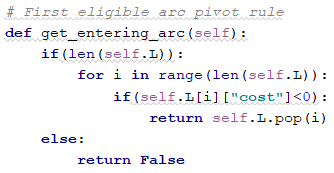 # First eligible arc pivot rule
def get_entering_arc(self):
    if(len(self.L)):
        for i in range(len(self.L)):
            if(self.L[i]["cost"]<0):
                return self.L.pop(i)
    else:
        return False